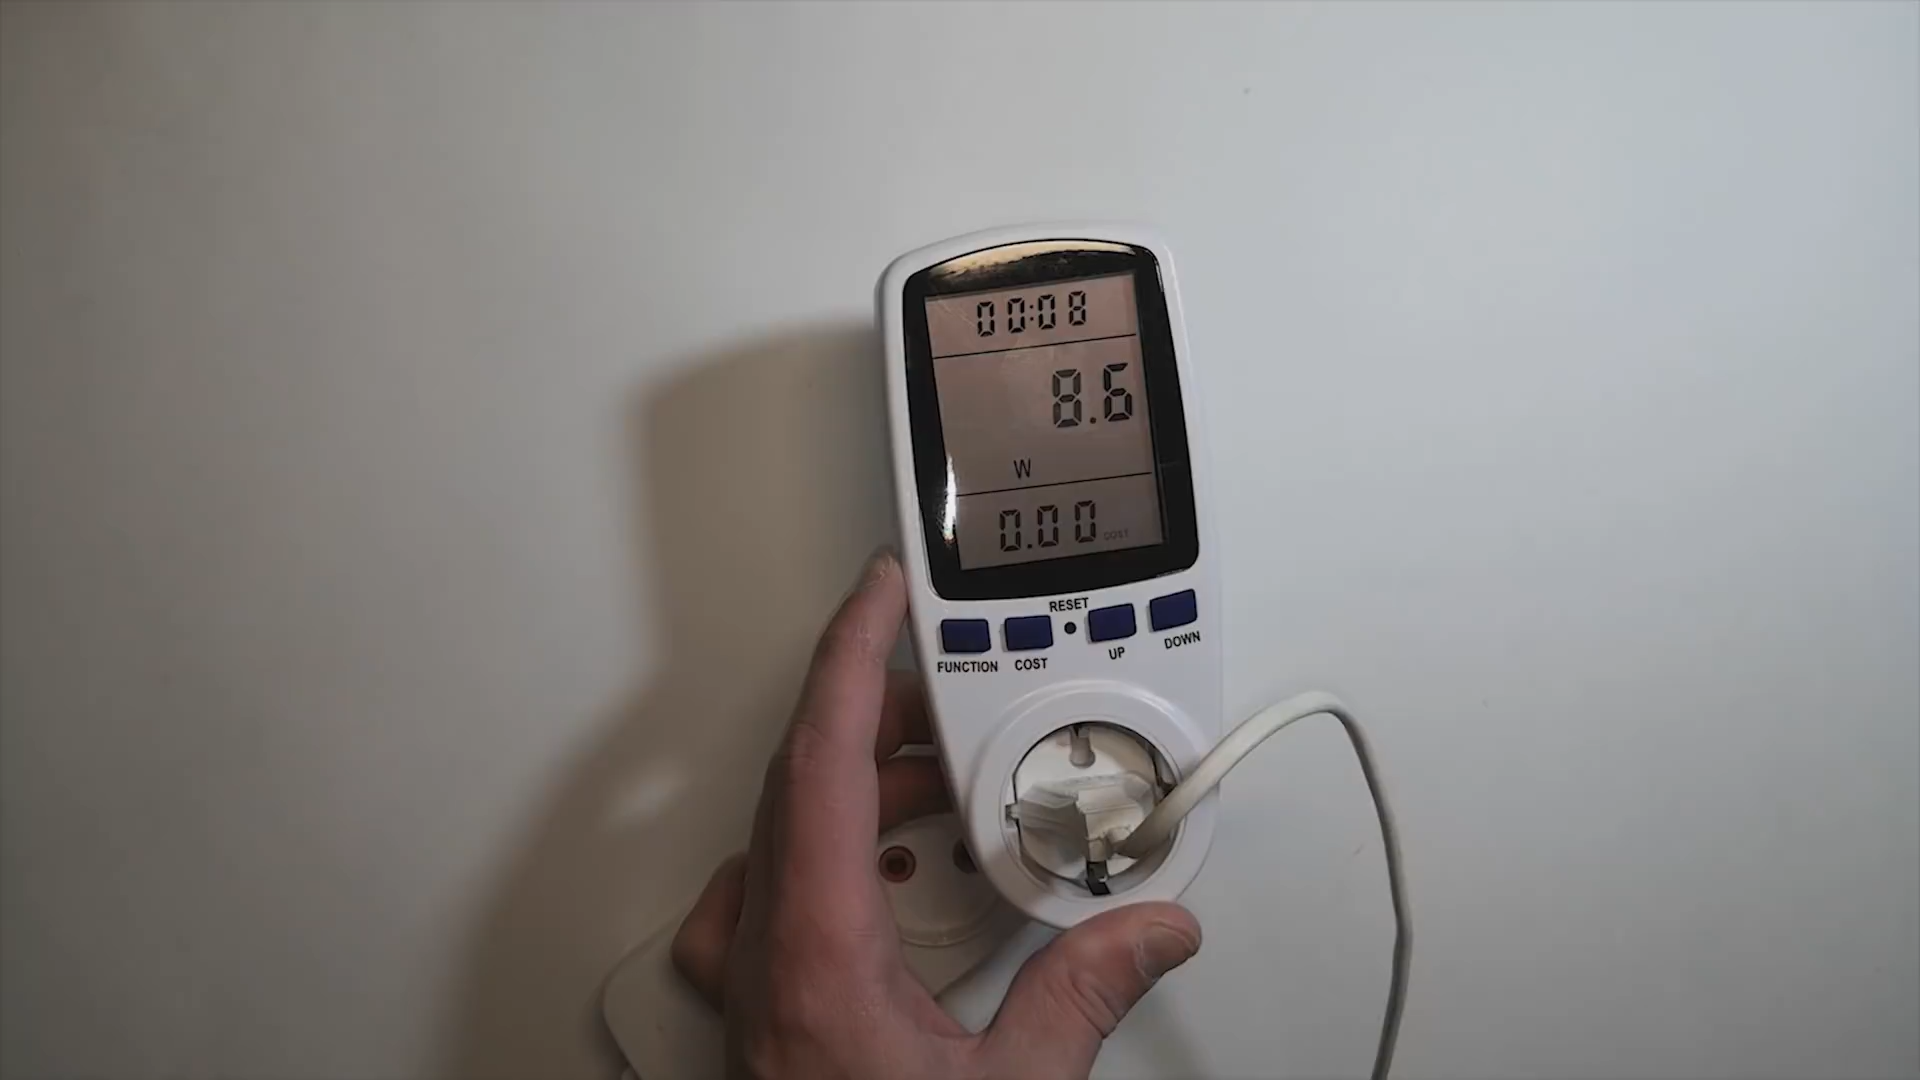 00:08
8.6
W
0.00 COST
RESET
FUNCTION COST UP DOWN